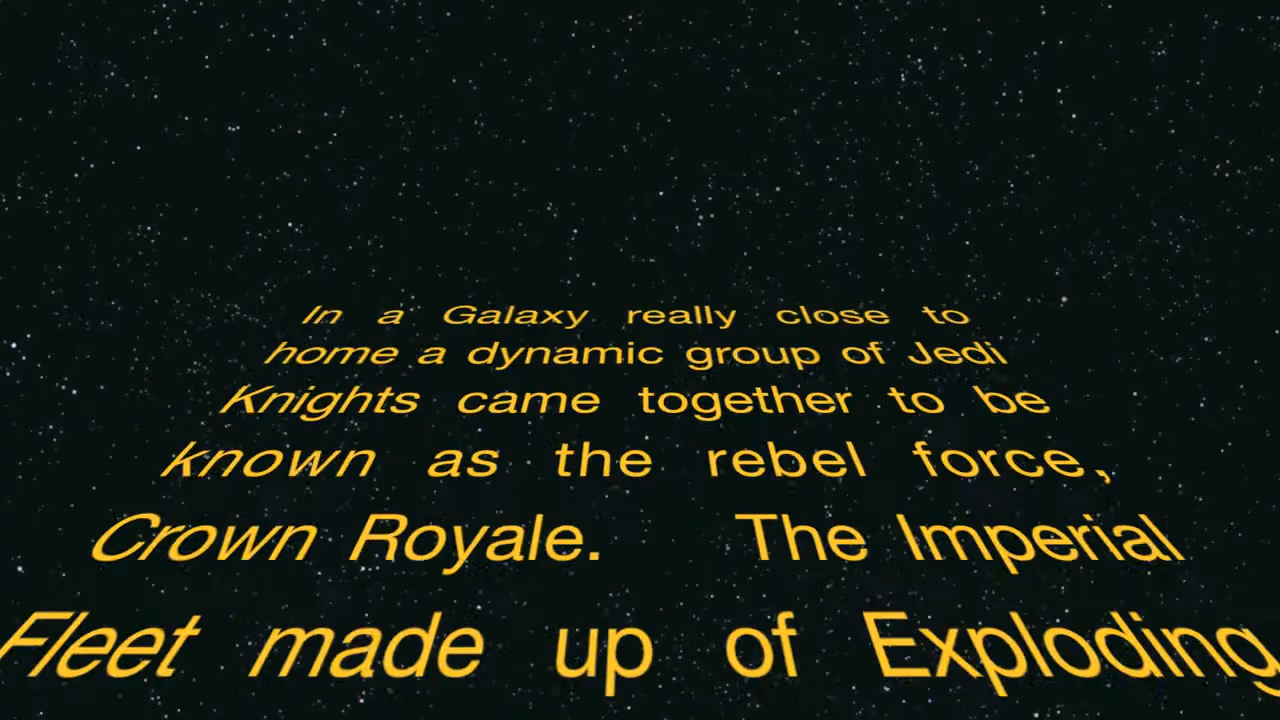 In a Galaxy really close to
home a dynamic group of Jedi
Knights came together to be
known as the rebel force,
Crown Royale. The Imperial
Fleet made up of Exploding